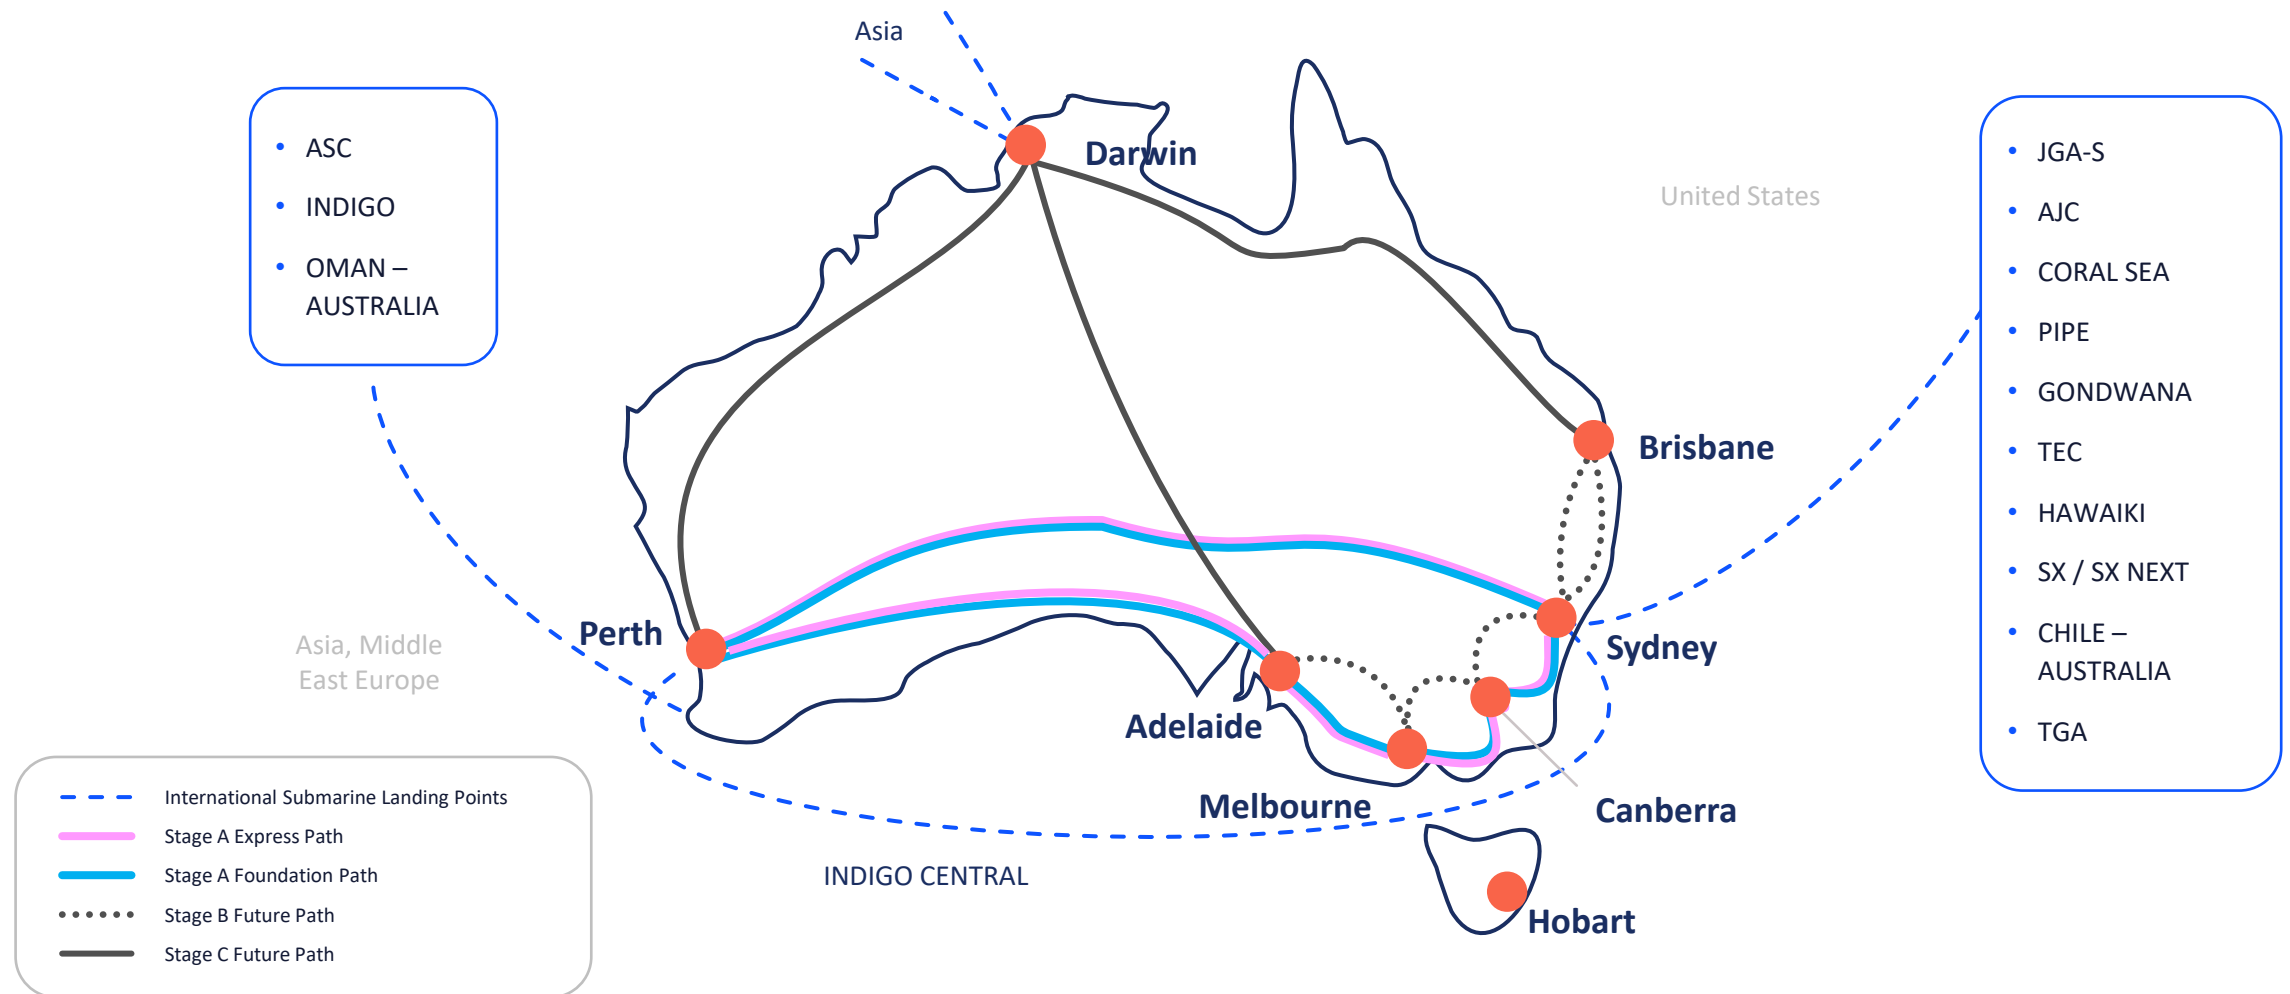 Asia
• ASC
• INDIGO
• OMAN –
AUSTRALIA
Darwin
United States
• JGA-S
• AJC
• CORAL SEA
• PIPE
• GONDWANA
• TEC
• HAWAIKI
• SX / SX NEXT
• CHILE –
AUSTRALIA
• TGA
Brisbane
Perth
Sydney
Asia, Middle
East Europe
Adelaide
Melbourne
Canberra
INDIGO CENTRAL
Hobart
International Submarine Landing Points
Stage A Express Path
Stage A Foundation Path
Stage B Future Path
Stage C Future Path